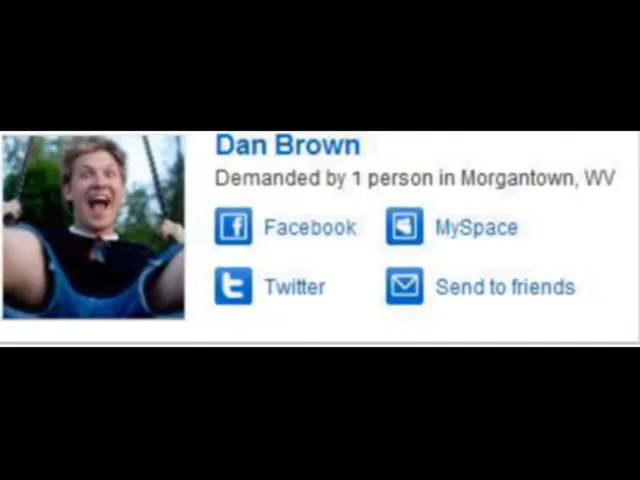 Dan Brown
Demanded by 1 person in Morgantown, WV
Facebook MySpace
Twitter Send to friends